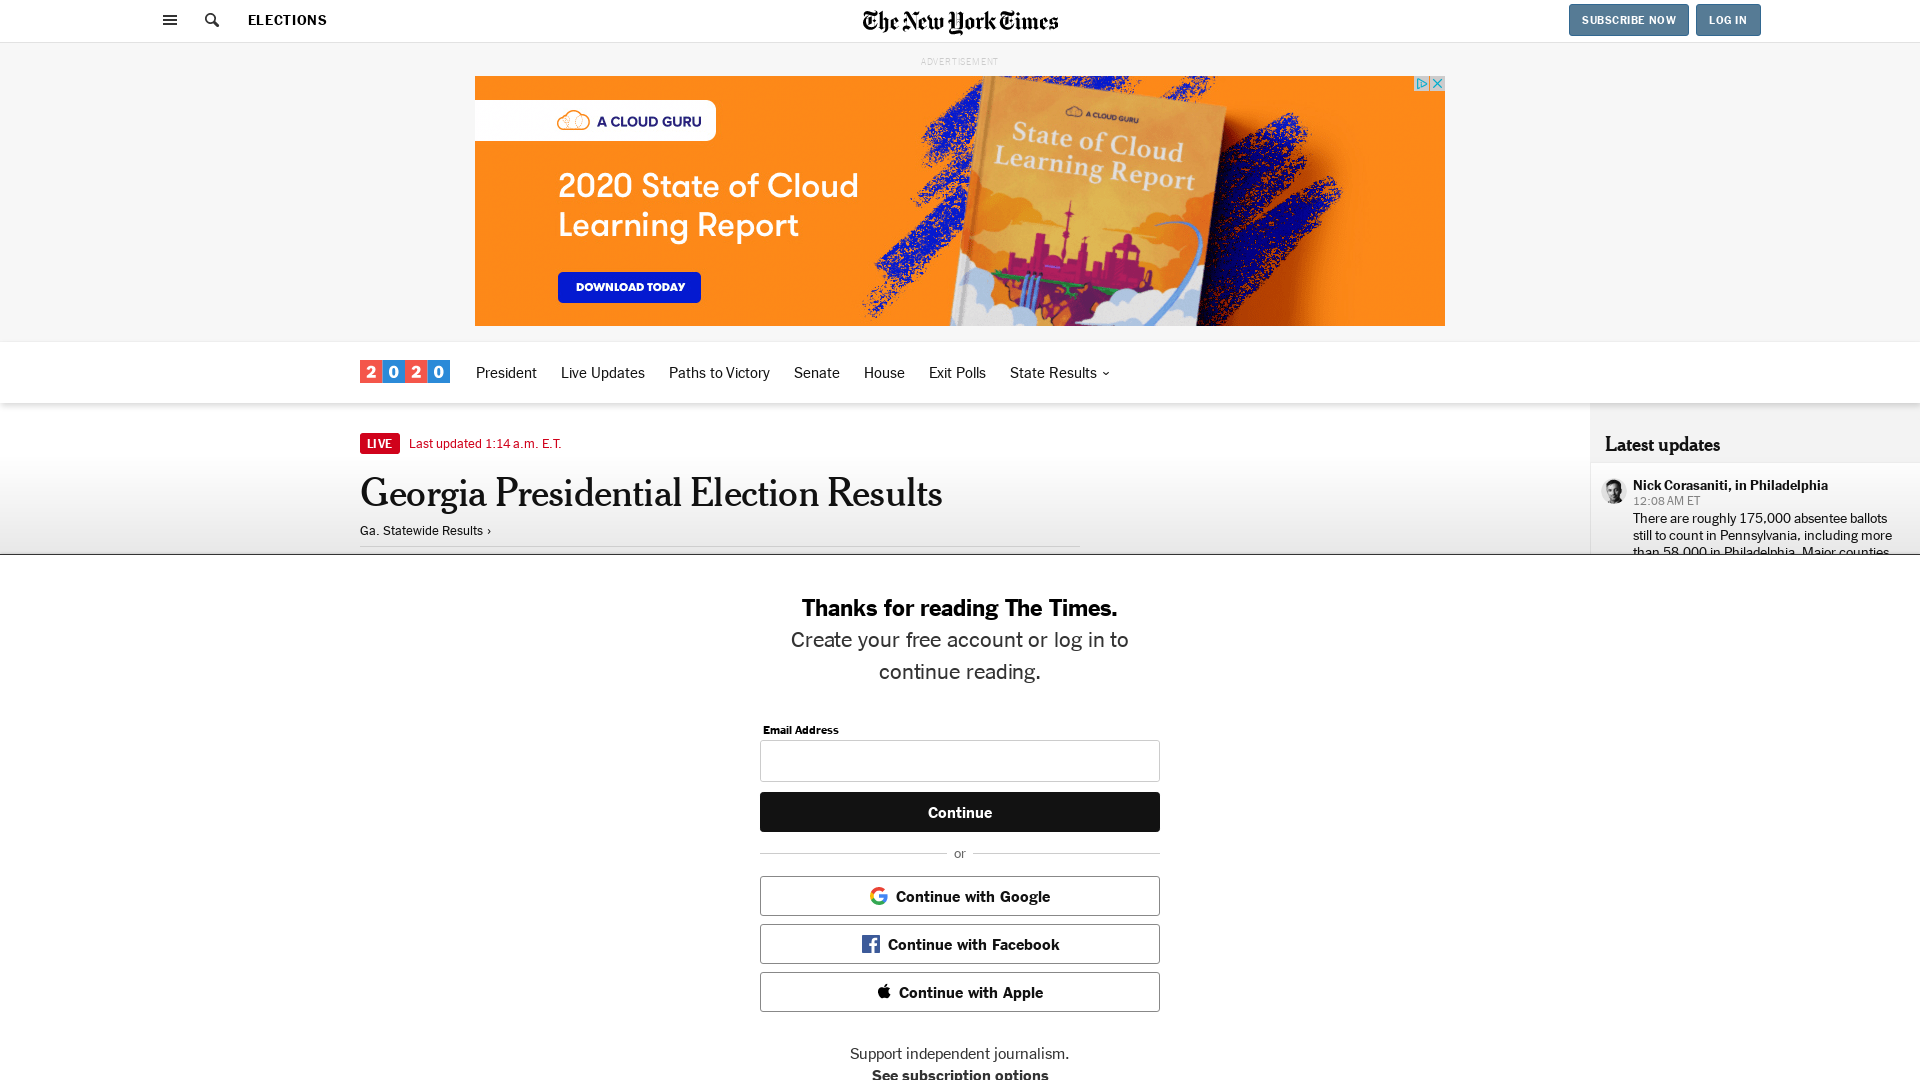 ELECTIONS
The New York Times
SUBSCRIBE NOW
LOG IN
ADVERTISEMENT
A CLOUD GURU
2020 State of Cloud
Learning Report
DOWNLOAD TODAY
A CLOUD GURU
State of Cloud
Learning Report
2020
President
Live Updates
Paths to Victory
Senate
House
Exit Polls
State Results
LIVE
Last updated 1:14 a.m. E.T.
Georgia Presidential Election Results
Ga. Statewide Results ›
Latest updates
Nick Corasaniti, in Philadelphia
12:08 AM ET
There are roughly 175,000 absentee ballots
still to count in Pennsylvania, including more
than 58,000 in Philadelphia. Major counties
Thanks for reading The Times.
Create your free account or log in to
continue reading.
Email Address
Continue
or
Continue with Google
Continue with Facebook
Continue with Apple
Support independent journalism.
See subscription options